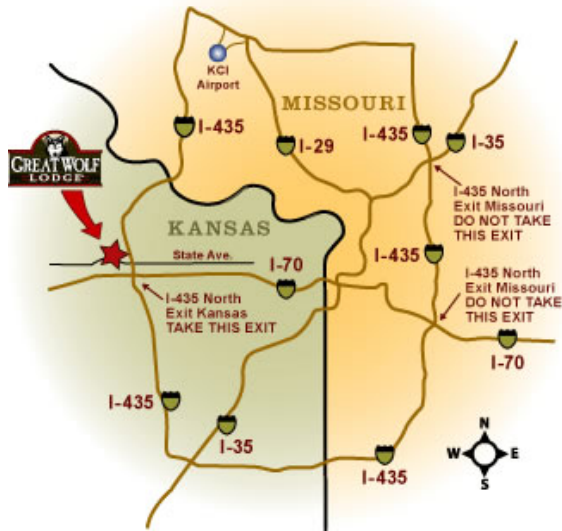 KCI
Airport
MISSOURI
I-435
I-29
I-435
I-35
GREAT WOLF
LODGE
I-435 North
Exit Missouri
DO NOT TAKE
THIS EXIT
KANSAS
State Ave.
I-70
I-435
I-435 North
Exit Missouri
DO NOT TAKE
THIS EXIT
I-435 North
Exit Kansas
TAKE THIS EXIT
I-70
I-435
I-35
I-435
N
W
E
S